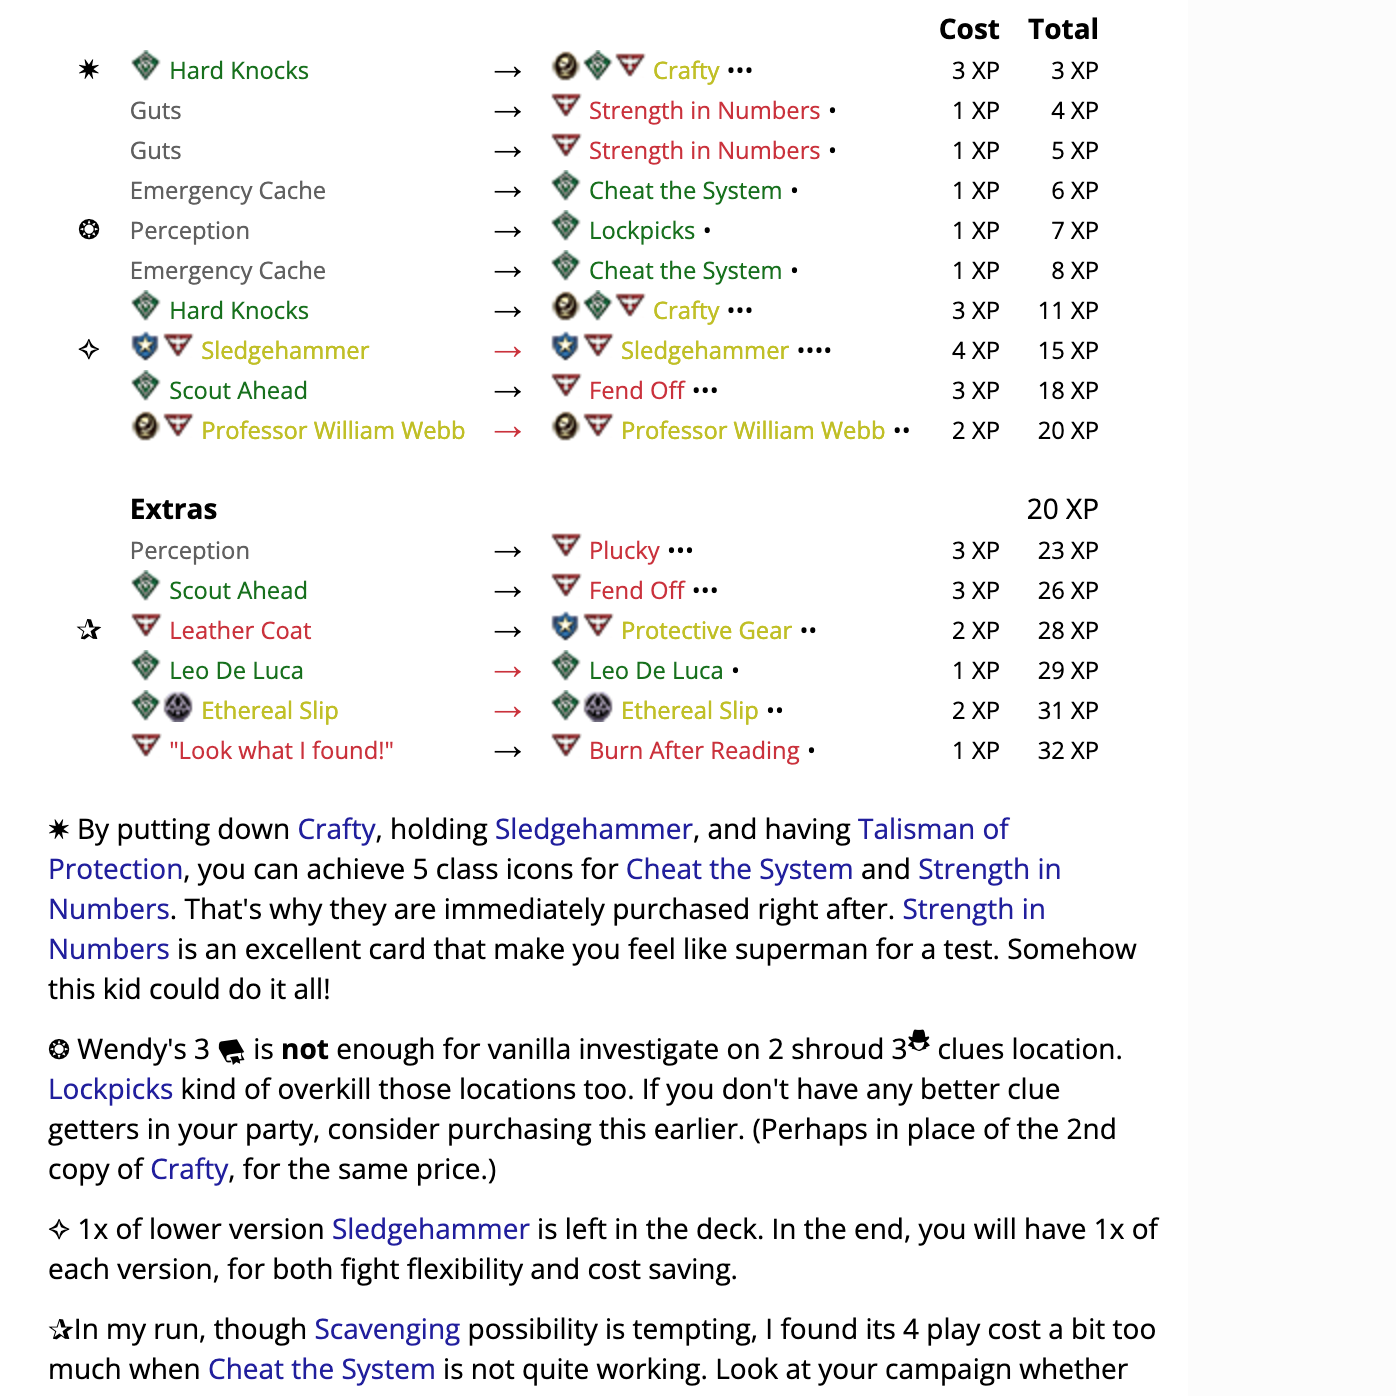 Cost Total
✷ Hard Knocks → Crafty ••• 3 XP 3 XP
Guts → Strength in Numbers • 1 XP 4 XP
Guts → Strength in Numbers • 1 XP 5 XP
Emergency Cache → Cheat the System • 1 XP 6 XP
❂ Perception → Lockpicks • 1 XP 7 XP
Emergency Cache → Cheat the System • 1 XP 8 XP
Hard Knocks → Crafty ••• 3 XP 11 XP
✧ Sledgehammer → Sledgehammer •••• 4 XP 15 XP
Scout Ahead → Fend Off ••• 3 XP 18 XP
Professor William Webb → Professor William Webb •• 2 XP 20 XP
Extras 20 XP
Perception → Plucky ••• 3 XP 23 XP
Scout Ahead → Fend Off ••• 3 XP 26 XP
✰ Leather Coat → Protective Gear •• 2 XP 28 XP
Leo De Luca → Leo De Luca • 1 XP 29 XP
Ethereal Slip → Ethereal Slip •• 2 XP 31 XP
"Look what I found!" → Burn After Reading • 1 XP 32 XP
✷ By putting down Crafty, holding Sledgehammer, and having Talisman of
Protection, you can achieve 5 class icons for Cheat the System and Strength in
Numbers. That's why they are immediately purchased right after. Strength in
Numbers is an excellent card that make you feel like superman for a test. Somehow
this kid could do it all!
❂ Wendy's 3 is not enough for vanilla investigate on 2 shroud 3 clues location.
Lockpicks kind of overkill those locations too. If you don't have any better clue
getters in your party, consider purchasing this earlier. (Perhaps in place of the 2nd
copy of Crafty, for the same price.)
✧ 1x of lower version Sledgehammer is left in the deck. In the end, you will have 1x of
each version, for both fight flexibility and cost saving.
✰In my run, though Scavenging possibility is tempting, I found its 4 play cost a bit too
much when Cheat the System is not quite working. Look at your campaign whether